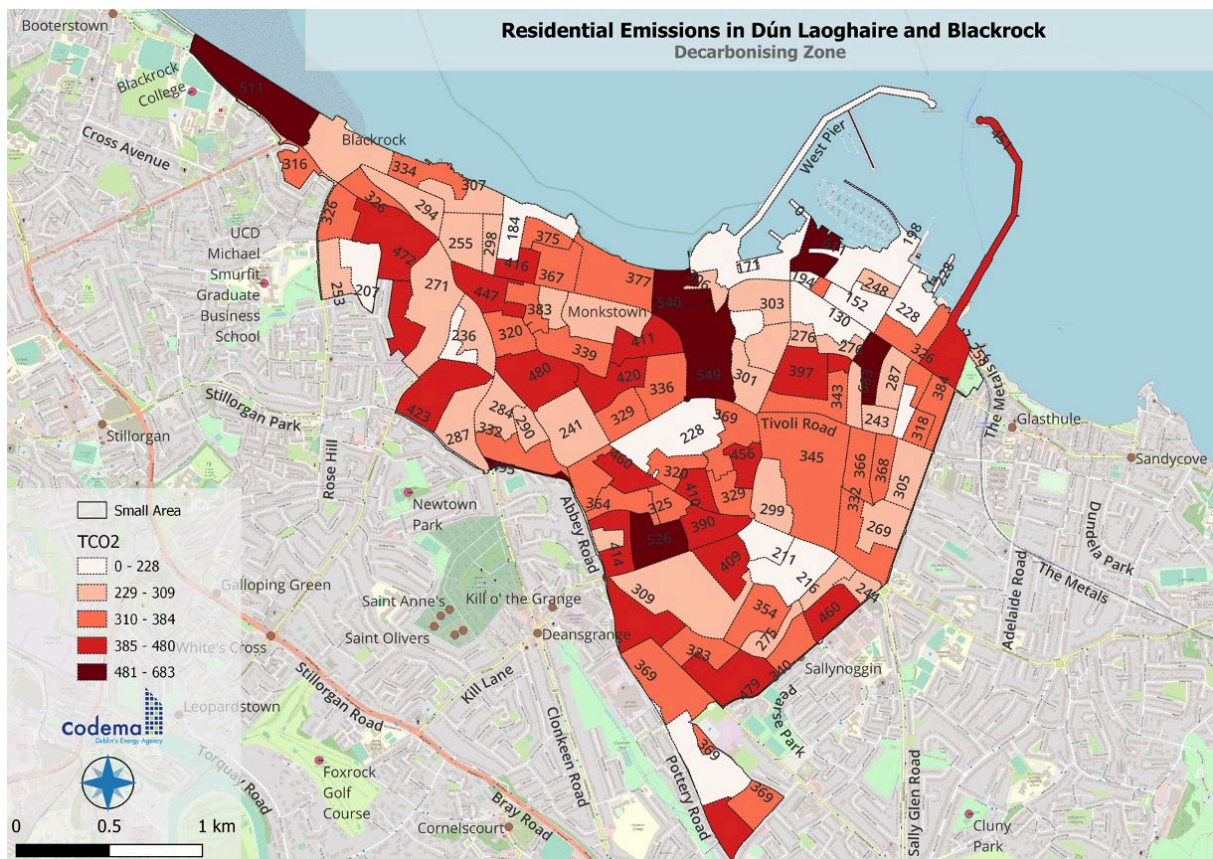 Residential Emissions in Dún Laoghaire and Blackrock
Decarbonising Zone
Booterstown
Blackrock
College
Cross Avenue
511
Blackrock
316
334
307
326
326
294
255
298
184
375
416
367
377
472
UCD
Michael
Smurfit
Graduate
Business
School
253
207
271
447
383
Monkstown
236
320
339
411
480
420
336
329
423
284
290
332
287
241
540
549
West Pier
0
171
194
198
228
248
152
228
130
303
276
276
301
397
343
287
243
326
384
318
258
The Metals
Glasthule
Sandycove
Stillorgan Park
Stillorgan
Rose Hill
Newtown
Park
Abbey Road
228
369
Tivoli Road
345
366
368
332
305
269
460
320
456
410
329
364
325
390
299
526
414
409
211
216
309
354
275
460
244
323
369
479
340
Sallynoggin
Pearse Park
369
369
Pottery Road
Clonkeen Road
Galloping Green
Saint Anne's
Saint Olivers
Kill o' the Grange
Deansgrange
Kill Lane
White's Cross
Stillorgan Road
Leopardstown
Torquay Road
Foxrock
Golf
Course
Bray Road
Cornelscourt
Sally Glen Road
Adelaide Road
The Metals
Dundela Park
Cluny
Park
Small Area
TCO2
0 - 228
229 - 309
310 - 384
385 - 480
481 - 683
codema
Dublin's Energy Agency
0 0.5 1 km